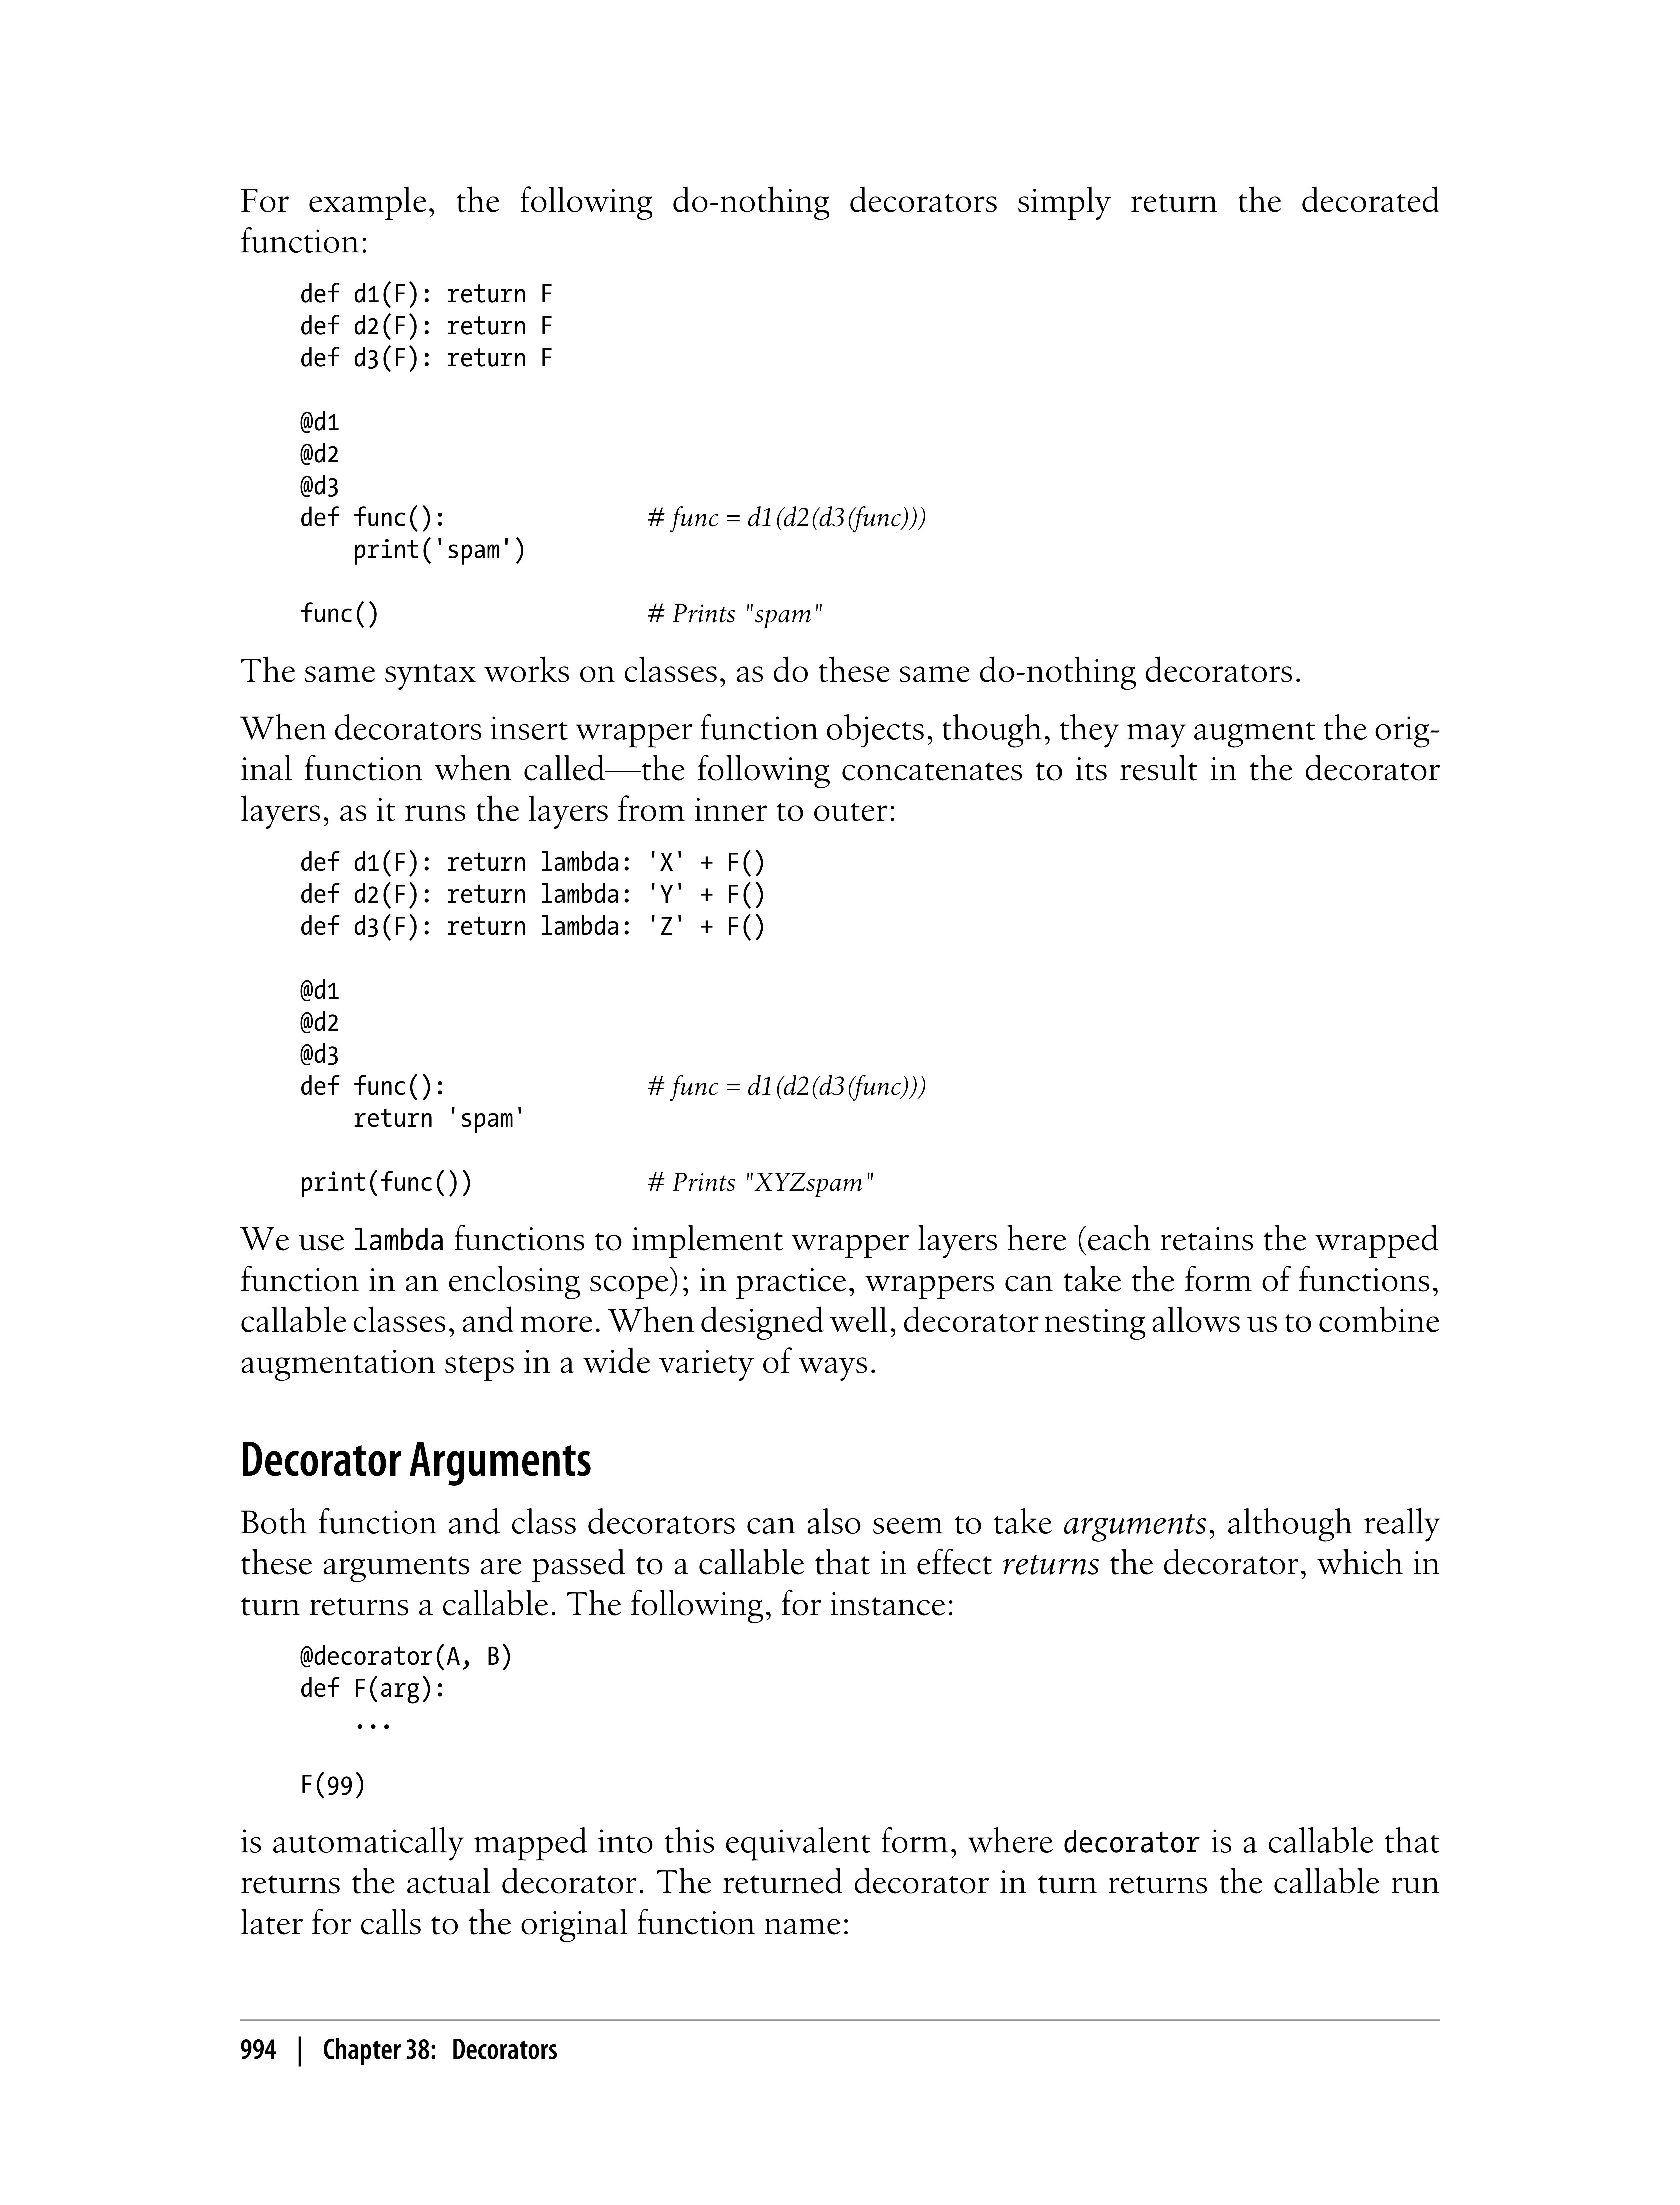 For example, the following do-nothing decorators simply return the decorated
function:
def d1(F): return F
def d2(F): return F
def d3(F): return F
@d1
@d2
@d3
def func():                # func = d1(d2(d3(func)))
    print('spam')
func()                     # Prints "spam"
The same syntax works on classes, as do these same do-nothing decorators.
When decorators insert wrapper function objects, though, they may augment the orig-
inal function when called—the following concatenates to its result in the decorator
layers, as it runs the layers from inner to outer:
def d1(F): return lambda: 'X' + F()
def d2(F): return lambda: 'Y' + F()
def d3(F): return lambda: 'Z' + F()
@d1
@d2
@d3
def func():                # func = d1(d2(d3(func)))
    return 'spam'
print(func())              # Prints "XYZspam"
We use lambda functions to implement wrapper layers here (each retains the wrapped
function in an enclosing scope); in practice, wrappers can take the form of functions,
callable classes, and more. When designed well, decorator nesting allows us to combine
augmentation steps in a wide variety of ways.
Decorator Arguments
Both function and class decorators can also seem to take arguments, although really
these arguments are passed to a callable that in effect returns the decorator, which in
turn returns a callable. The following, for instance:
@decorator(A, B)
def F(arg):
    ...
F(99)
is automatically mapped into this equivalent form, where decorator is a callable that
returns the actual decorator. The returned decorator in turn returns the callable run
later for calls to the original function name:
994 | Chapter 38: Decorators